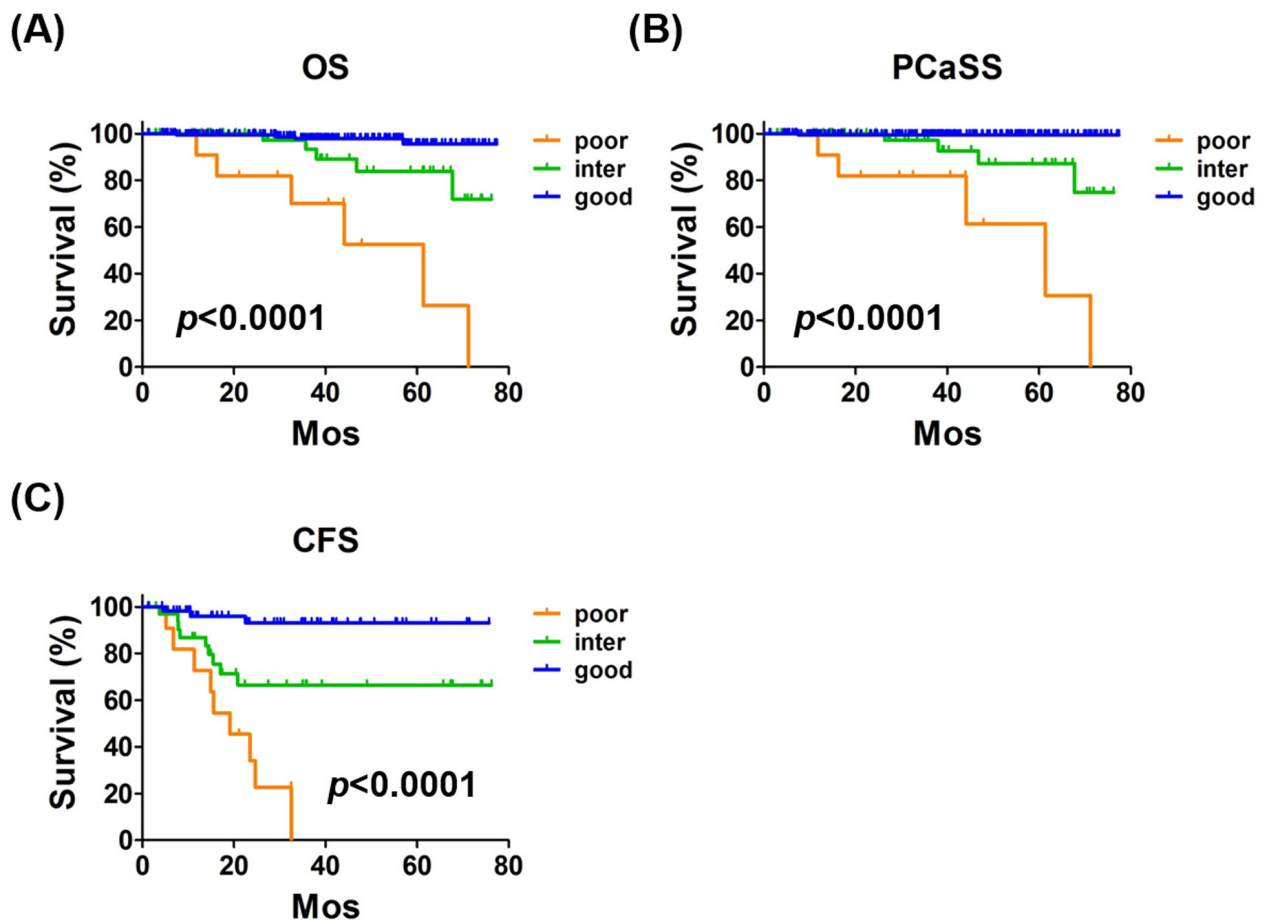 (A)
OS
Survival (%)
100
80
60
40
20
0
0 20 40 60 80
Mos
p<0.0001
poor
inter
good
(B)
PCaSS
Survival (%)
100
80
60
40
20
0
0 20 40 60 80
Mos
p<0.0001
poor
inter
good
(C)
CFS
Survival (%)
100
80
60
40
20
0
0 20 40 60 80
Mos
p<0.0001
poor
inter
good